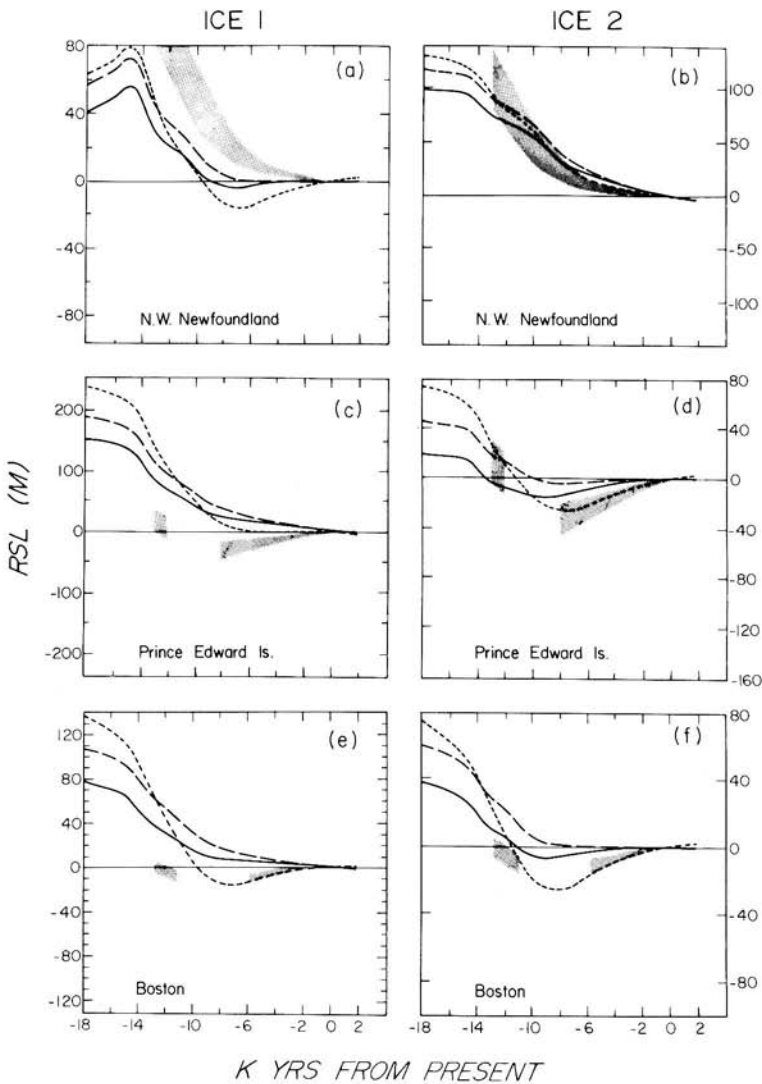 ICE 1 ICE 2
80 (a) (b)
40 100
50
0 0
-40 -50
-80 N.W. Newfoundland N.W. Newfoundland -100
200 (c) (d) 80
100 40
0 0
-40
-100 -80
-120
-200 Prince Edward Is. Prince Edward Is. -160
120 (e) (f) 80
80 40
40
0 0
-40 -40
-80 -80
-120 Boston Boston
-18 -14 -10 -6 -2 2 -18 -14 -10 -6 -2 2
RSL (M)
K YRS FROM PRESENT